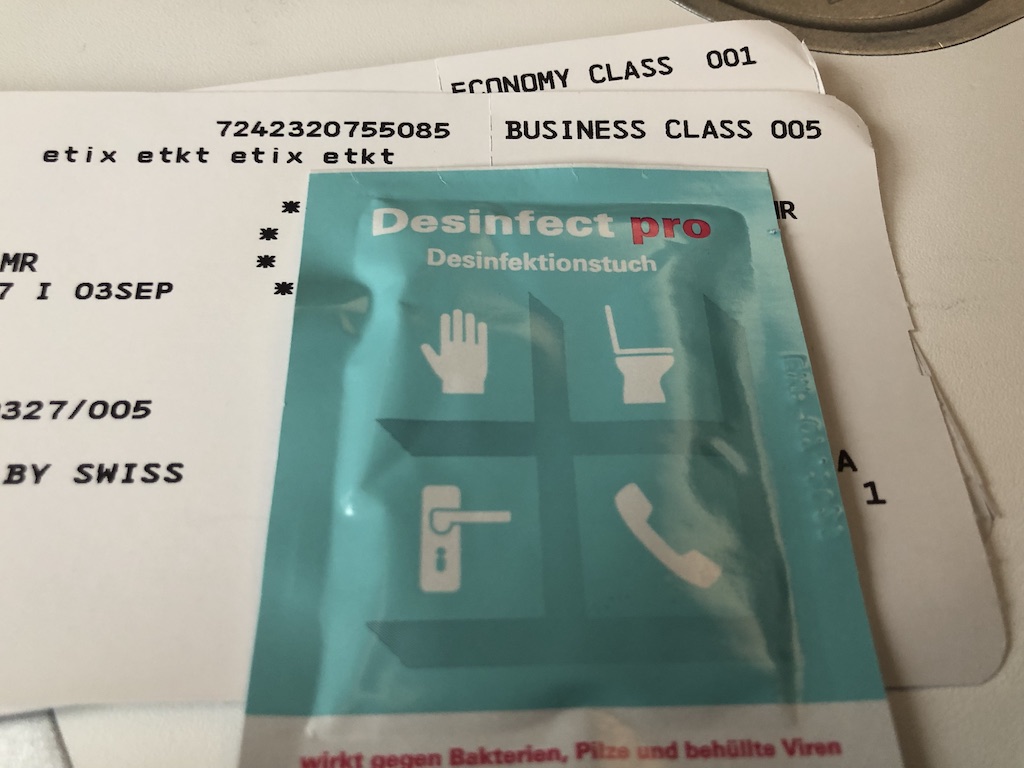 ECONOMY CLASS 001
7242320755085 BUSINESS CLASS 005
etix etkt etix etkt
*
*
MR *
7 I 03SEP *
327/005
BY SWISS
A
1
Desinfect pro
Desinfektionstuch
wirkt gegen Bakterien, Pilze und behüllte Viren